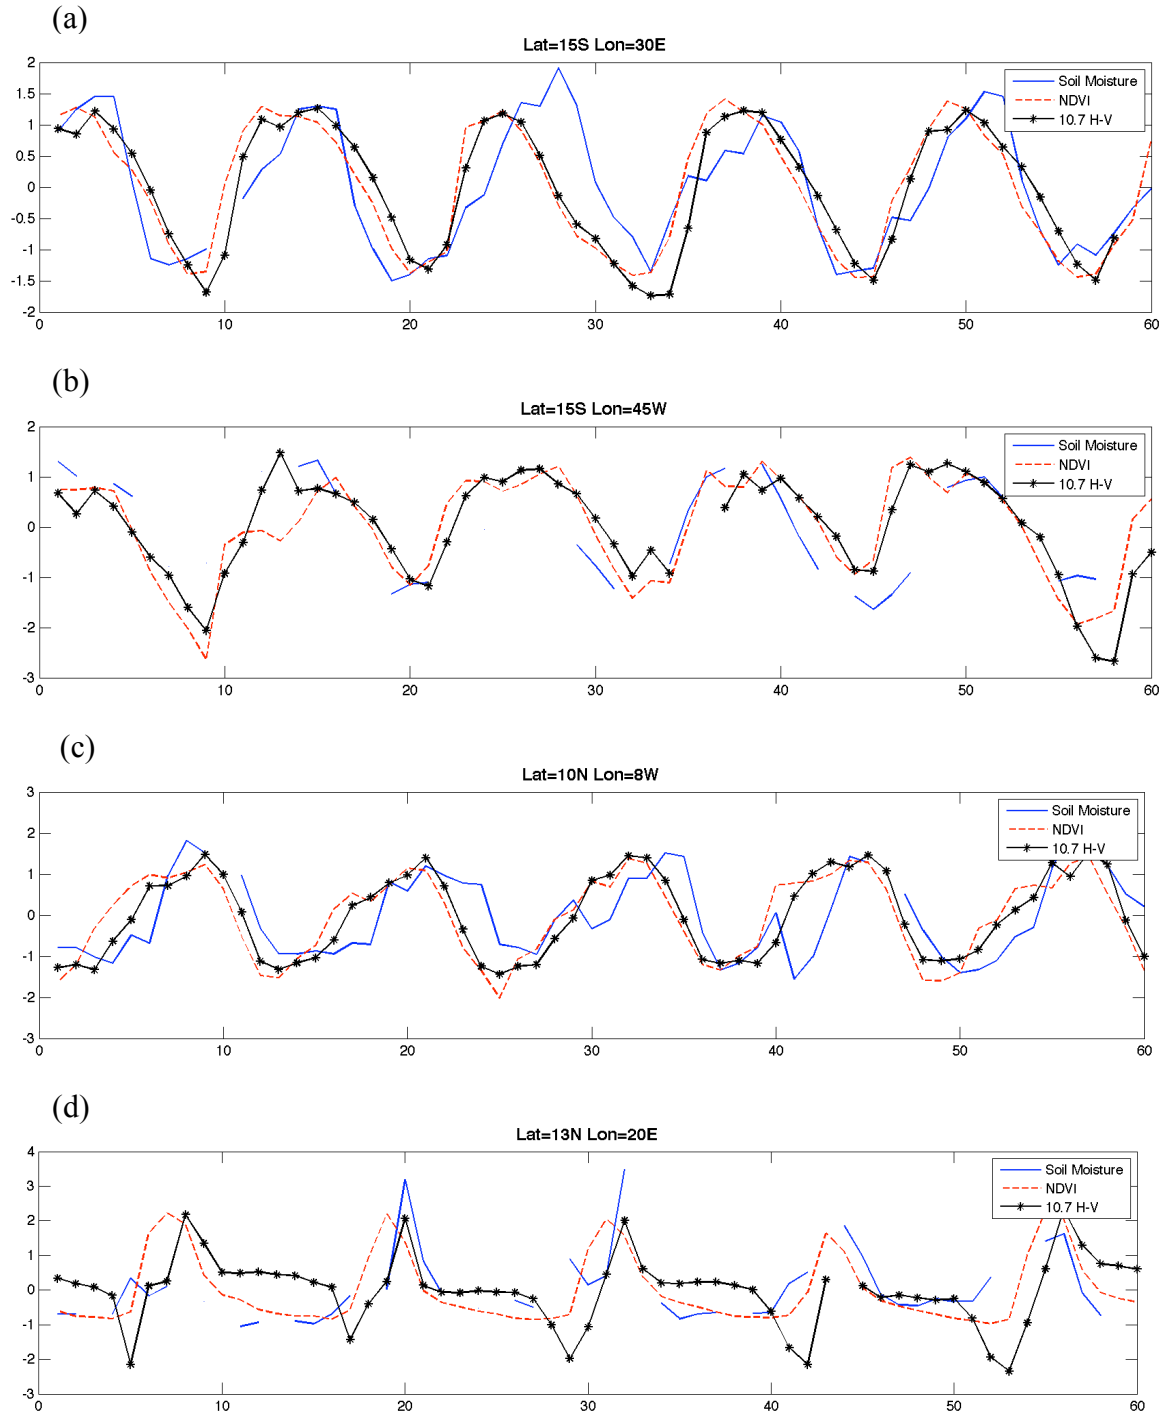 (a)
Lat=15S Lon=30E
2
1.5
1
0.5
0
-0.5
-1
-1.5
-2
0 10 20 30 40 50 60
Soil Moisture
NDVI
10.7 H-V
(b)
Lat=15S Lon=45W
2
1
0
-1
-2
-3
0 10 20 30 40 50 60
Soil Moisture
NDVI
10.7 H-V
(c)
Lat=10N Lon=8W
3
2
1
0
-1
-2
-3
0 10 20 30 40 50 60
Soil Moisture
NDVI
10.7 H-V
(d)
Lat=13N Lon=20E
4
3
2
1
0
-1
-2
-3
0 10 20 30 40 50 60
Soil Moisture
NDVI
10.7 H-V